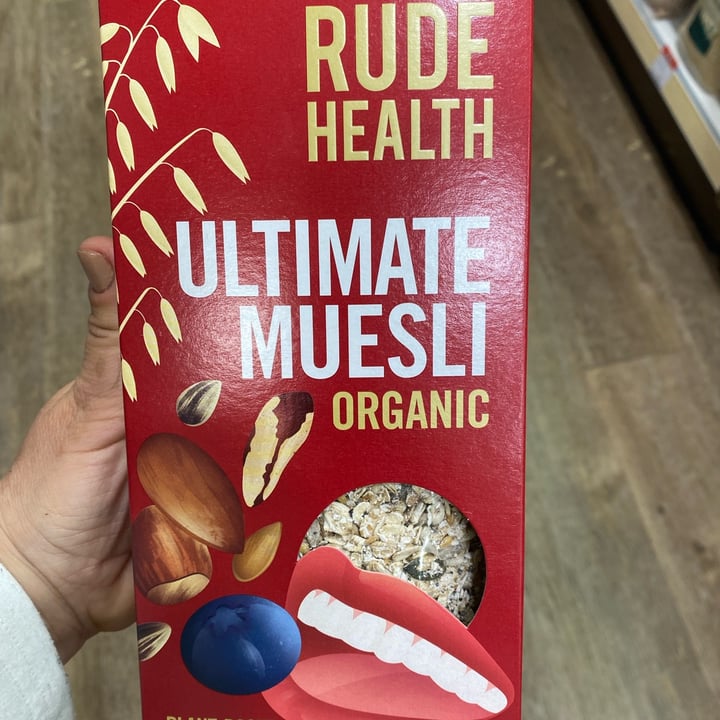 RUDE
HEALTH
ULTIMATE
MUESLI
ORGANIC